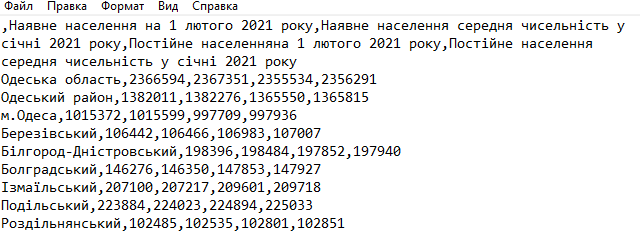 Файл Правка Формат Вид Справка
,Наявне населення на 1 лютого 2021 року,Наявне населення середня чисельність у
січні 2021 року,Постійне населенняна 1 лютого 2021 року,Постійне населення
середня чисельність у січні 2021 року
Одеська область,2366594,2367351,2355534,2356291
Одеський район,1382011,1382276,1365550,1365815
м.Одеса,1015372,1015599,997709,997936
Березівський,106442,106466,106983,107007
Білгород-Дністровський,198396,198484,197852,197940
Болградський,146276,146350,147853,147927
Ізмаїльський,207100,207217,209601,209718
Подільський,223884,224023,224894,225033
Роздільнянський,102485,102535,102801,102851